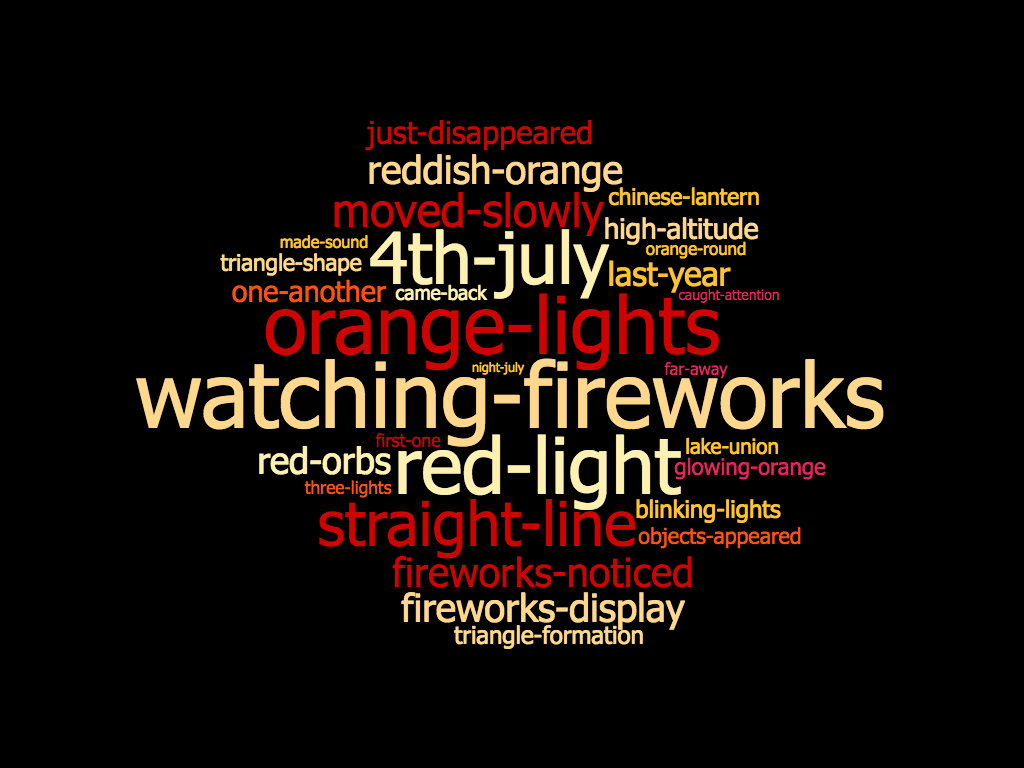 just-disappeared
reddish-orange
chinese-lantern
moved-slowly
high-altitude
made-sound
orange-round
4th-july
triangle-shape
last-year
one-another
came-back
caught-attention
orange-lights
night-july
far-away
watching-fireworks
first-one
lake-union
red-orbs
red-light
glowing-orange
three-lights
blinking-lights
straight-line
objects-appeared
fireworks-noticed
fireworks-display
triangle-formation